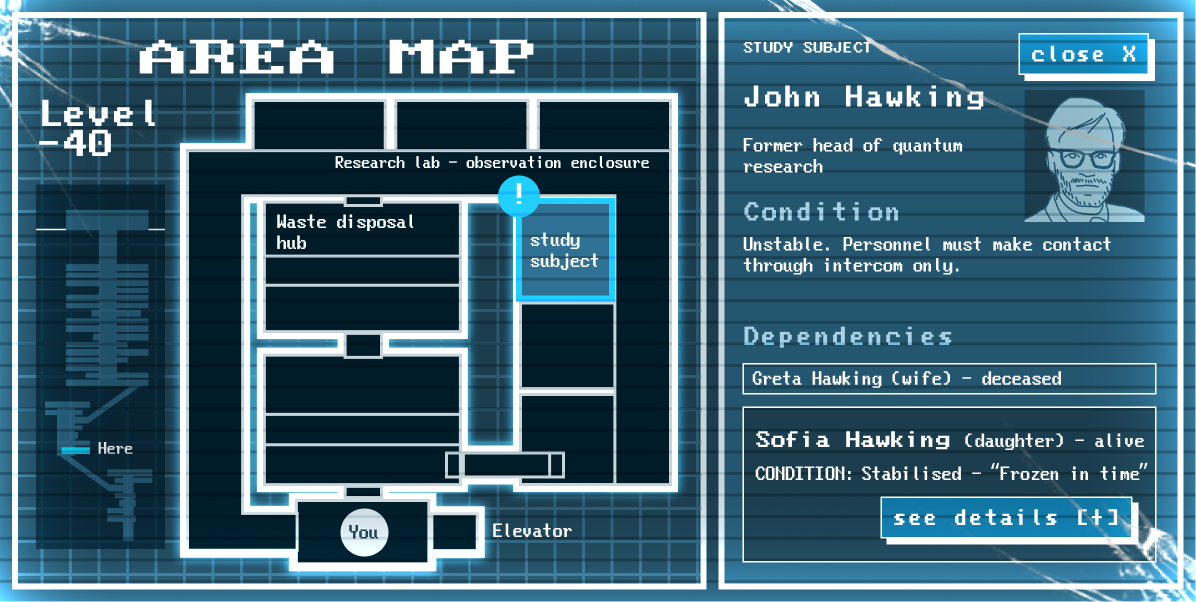 AREA MAP
Level
-40
Research lab - observation enclosure
Waste disposal
hub
!
study
subject
Here
You
Elevator
STUDY SUBJECT
close X
John Hawking
Former head of quantum
research
Condition
Unstable. Personnel must make contact
through intercom only.
Dependencies
Greta Hawking (wife) - deceased
Sofia Hawking (daughter) - alive
CONDITION: Stabilised - “Frozen in time”
see details [+]